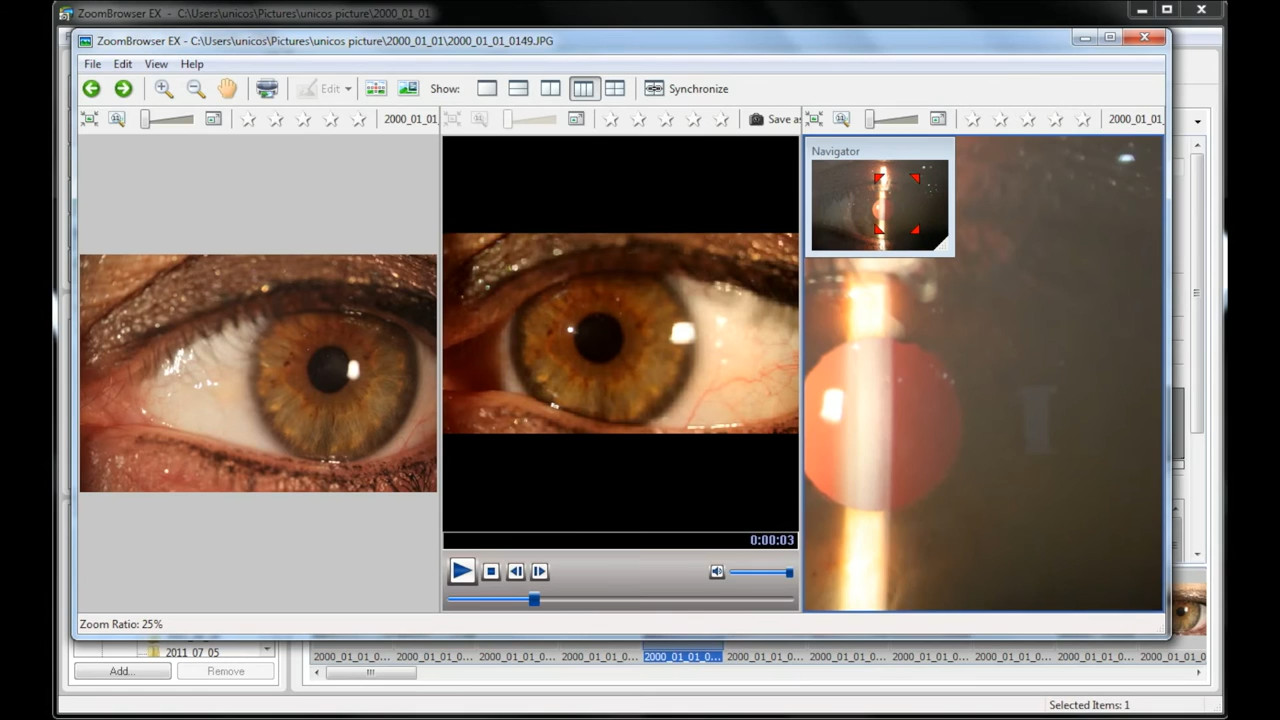 ZoomBrowser EX - C:\Users\unicos\Pictures\unicos picture\2000_01_01
ZoomBrowser EX - C:\Users\unicos\Pictures\unicos picture\2000_01_01\2000_01_01_0149.JPG
File Edit View Help
Edit Show: Synchronize
2000_01_01 Save as 2000_01_01
Navigator
0:00:03
Zoom Ratio: 25%
2011_07_05
2000_01_01_0... 2000_01_01_0... 2000_01_01_0... 2000_01_01_0... 2000_01_01_0... 2000_01_01_0... 2000_01_01_0... 2000_01_01_0... 2000_01_01_0... 2000_01_01_0... 2000_01_01_0
Add... Remove
Selected Items: 1